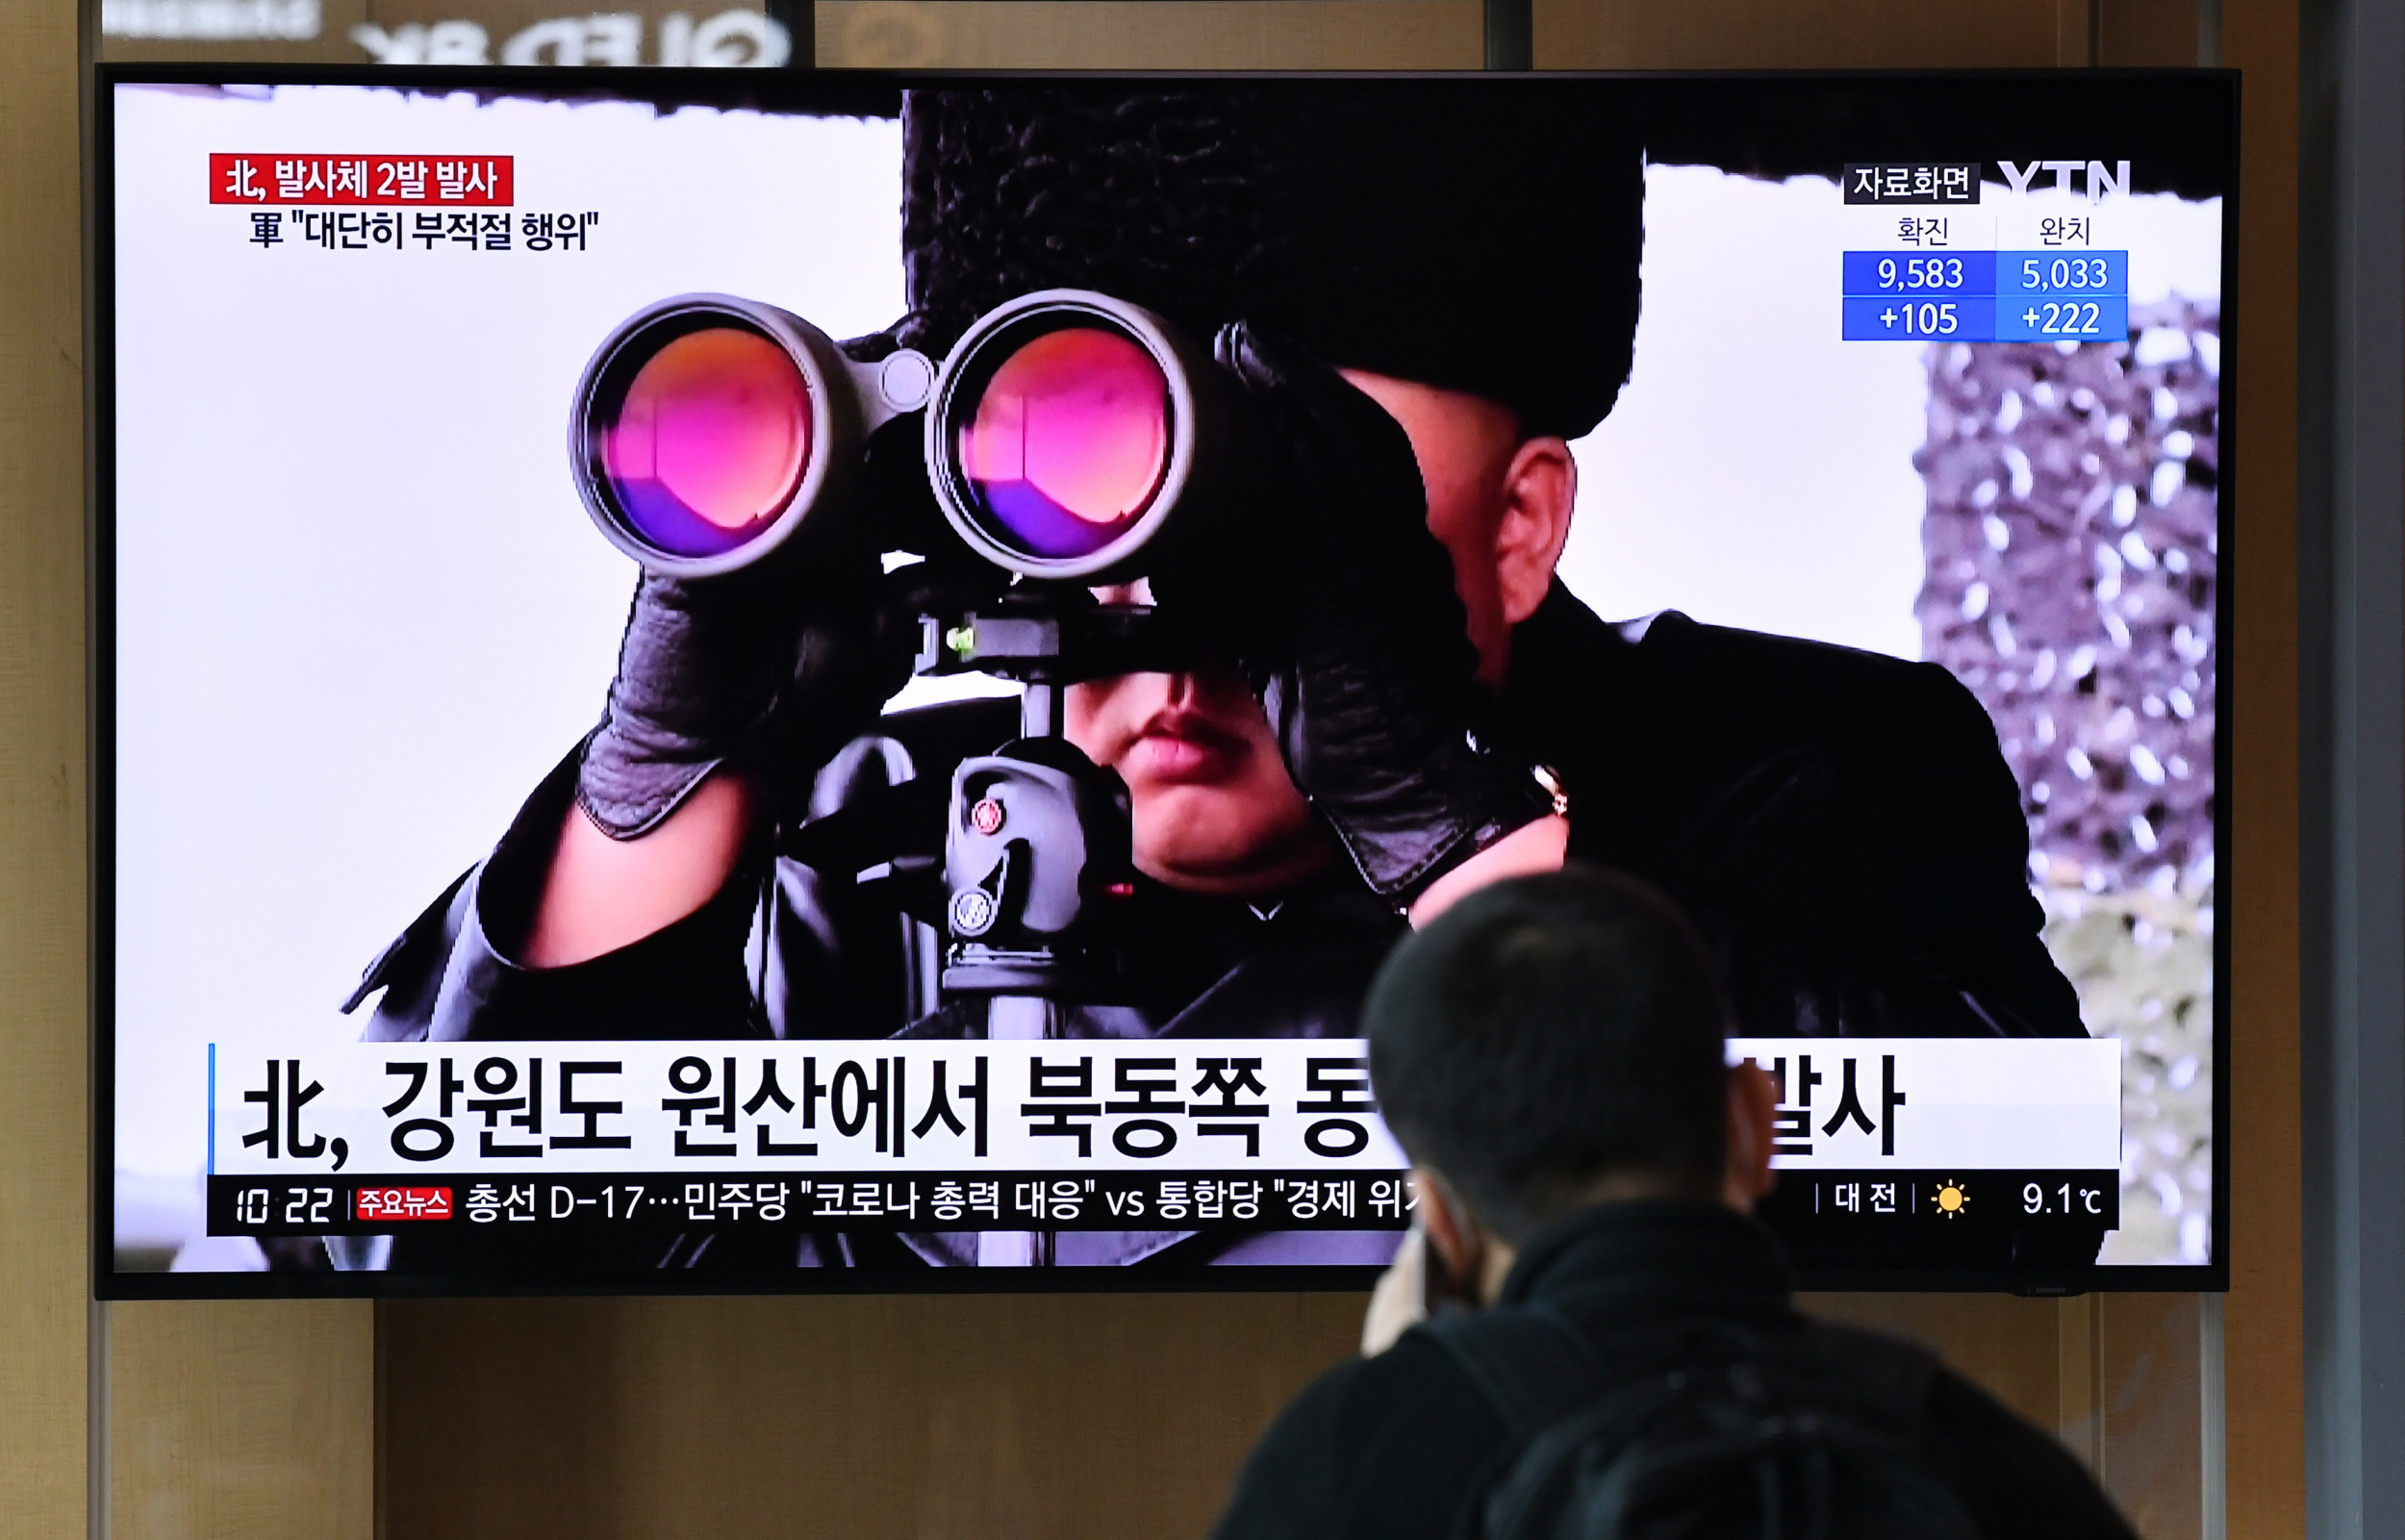 QLED 8K
北, 발사체 2발 발사
軍 "대단히 부적절 행위"
자료화면 YTN
확진 완치
9,583 5,033
+105 +222
北, 강원도 원산에서 북동쪽 동 발사
10:22 주요뉴스 총선 D-17…민주당 "코로나 총력 대응" vs 통합당 "경제 대전 9.1℃
SAMSUNG